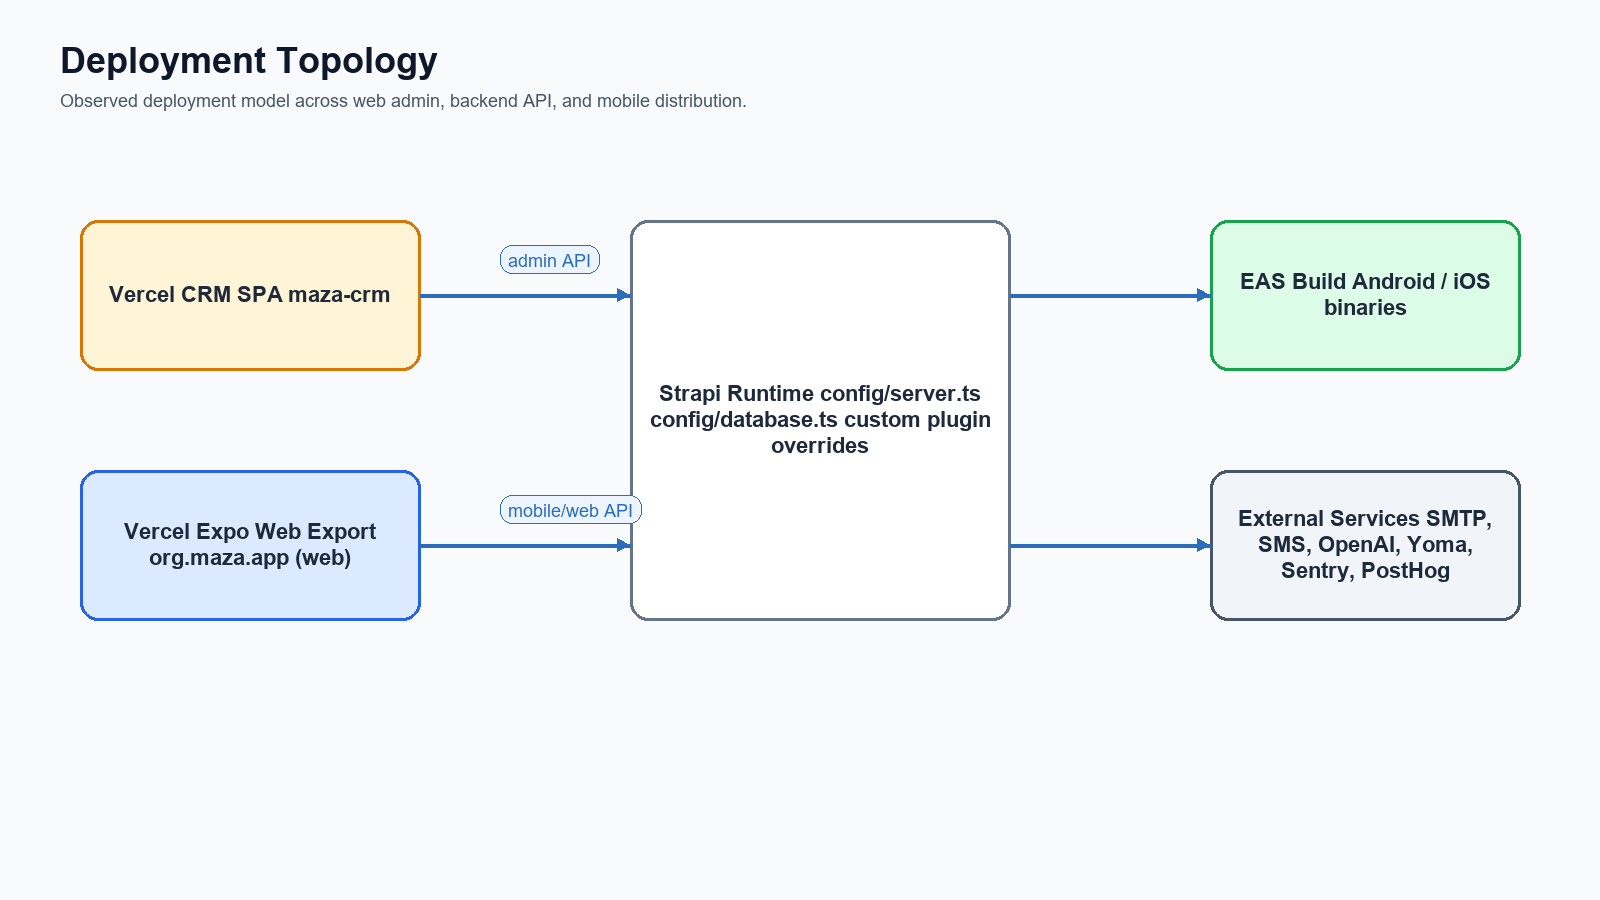 Deployment Topology
Observed deployment model across web admin, backend API, and mobile distribution.
Vercel CRM SPA maza-crm
admin API
Strapi Runtime config/server.ts
config/database.ts custom plugin
overrides
EAS Build Android / iOS
binaries
Vercel Expo Web Export
org.maza.app (web)
mobile/web API
External Services SMTP,
SMS, OpenAI, Yoma,
Sentry, PostHog